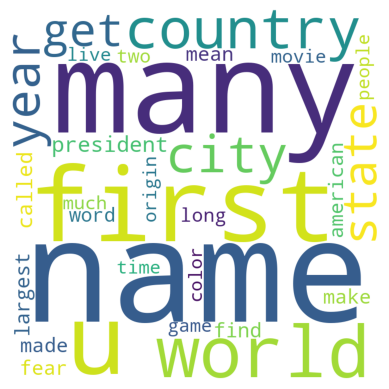 get country
live two mean movie
year many people
president city state
called first origin american
much word long
name
time color
largest game find make
made u world
fear